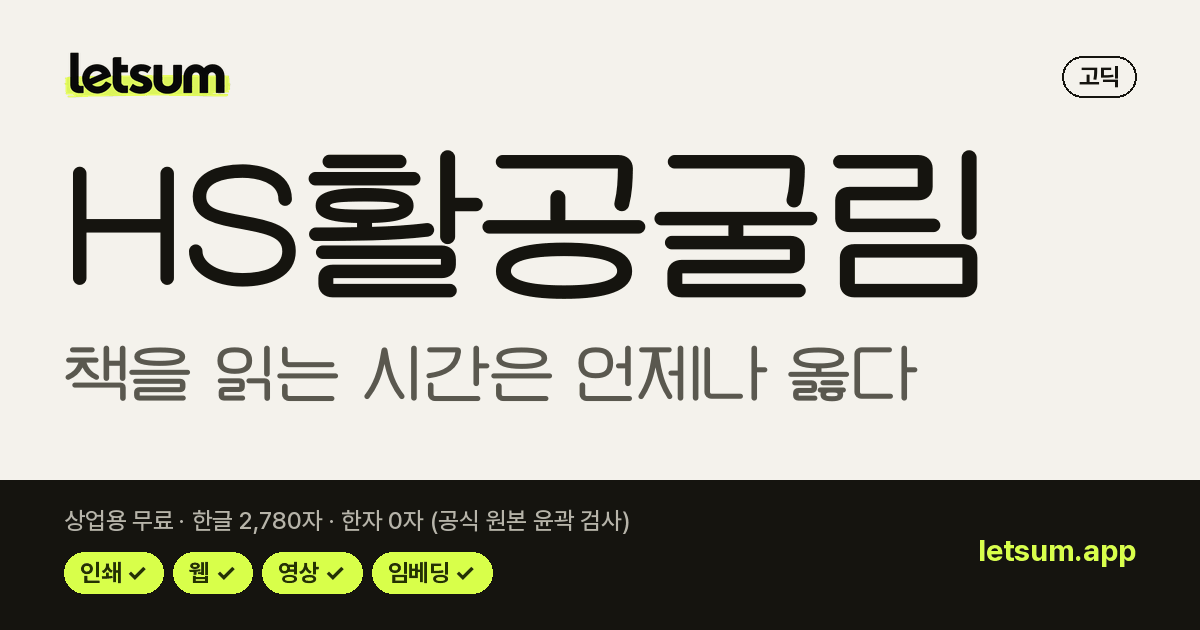 letsum
고딕
HS활공굴림
책을 읽는 시간은 언제나 옳다
상업용 무료 · 한글 2,780자 · 한자 0자 (공식 원본 윤곽 검사)
인쇄 ✓ 웹 ✓ 영상 ✓ 임베딩 ✓
letsum.app